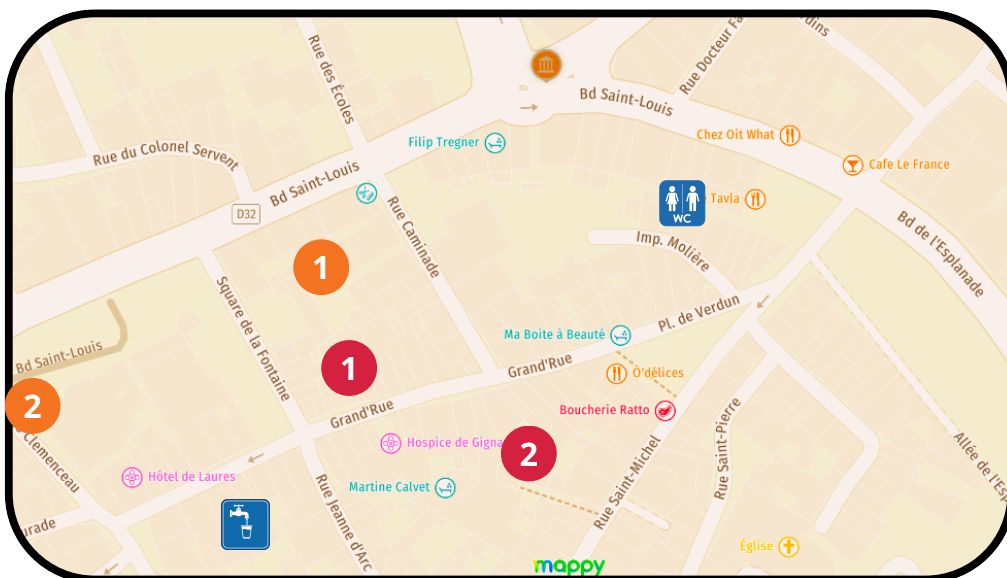 Rue des Écoles
Rue Docteur
Bd Saint-Louis
Filip Tregner
Chez Oit What
Rue du Colonel Servent
Cafe Le France
Bd Saint-Louis
D32
WC
Tavla
Rue Caminade
Imp. Molière
Bd de l'Esplanade
1
Square de la Fontaine
Pl. de Verdun
Ma Boite à Beauté
Bd Saint-Louis
1
Grand'Rue
Ô'délices
2
Grand'Rue
Boucherie Ratto
Clemenceau
Hospice de Gigna
2
Rue Saint-Michel
Rue Saint-Pierre
Allée de l'Esp
Hôtel de Laures
Martine Calvet
Rue Jeanne d'Arc
urade
Église
mappy